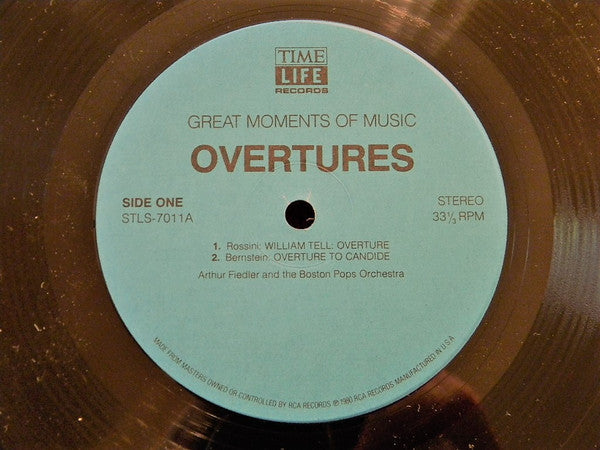 TIME
LIFE
RECORDS
GREAT MOMENTS OF MUSIC
OVERTURES
SIDE ONE
STLS-7011A
STEREO
33⅓ RPM
1. Rossini: WILLIAM TELL: OVERTURE
2. Bernstein: OVERTURE TO CANDIDE
Arthur Fiedler and the Boston Pops Orchestra
MADE FROM MASTERS OWNED OR CONTROLLED BY RCA RECORDS ℗ 1980 RCA RECORDS MANUFACTURED IN U.S.A.